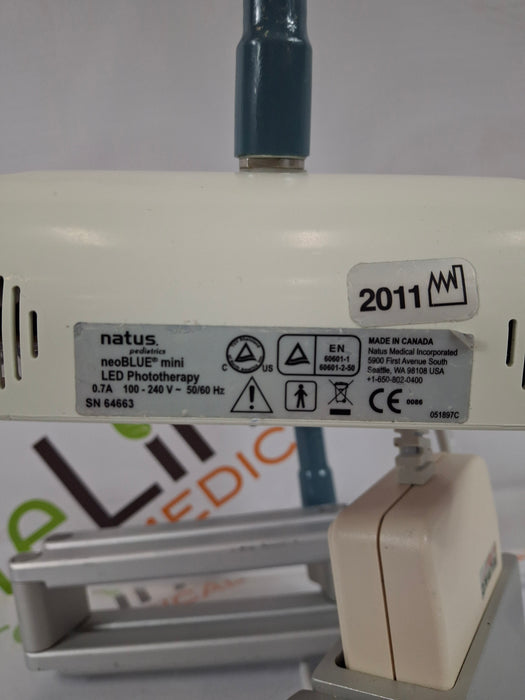 2011
natus.
pediatrics
neoBLUE® mini
LED Phototherapy
0.7A 100 - 240 V ~ 50/60 Hz
SN 64663
C US
EN
60601-1
60601-2-50
MADE IN CANADA
Natus Medical Incorporated
5900 First Avenue South
Seattle, WA 98108 USA
+1-650-802-0400
CE 0086
051897C
MEDIC